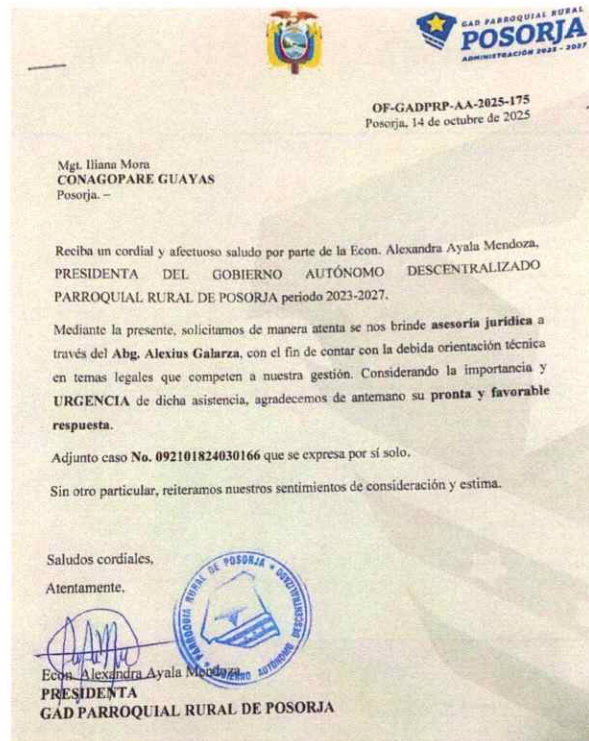 GAD PARROQUIAL RURAL
POSORJA
ADMINISTRACIÓN 2023 - 2027
OF-GADPRP-AA-2025-175
Posorja, 14 de octubre de 2025
Mgt. Iliana Mora
CONAGOPARE GUAYAS
Posorja. –
Reciba un cordial y afectuoso saludo por parte de la Econ. Alexandra Ayala Mendoza,
PRESIDENTA DEL GOBIERNO AUTÓNOMO DESCENTRALIZADO
PARROQUIAL RURAL DE POSORJA periodo 2023-2027.
Mediante la presente, solicitamos de manera atenta se nos brinde asesoría jurídica a
través del Abg. Alexius Galarza, con el fin de contar con la debida orientación técnica
en temas legales que competen a nuestra gestión. Considerando la importancia y
URGENCIA de dicha asistencia, agradecemos de antemano su pronta y favorable
respuesta.
Adjunto caso No. 092101824030166 que se expresa por sí solo.
Sin otro particular, reiteramos nuestros sentimientos de consideración y estima.
Saludos cordiales,
Atentamente,
PARROQUIA RURAL DE POSORJA
GOBIERNO AUTÓNOMO DESCENTRALIZADO
Econ. Alexandra Ayala Mendoza
PRESIDENTA
GAD PARROQUIAL RURAL DE POSORJA